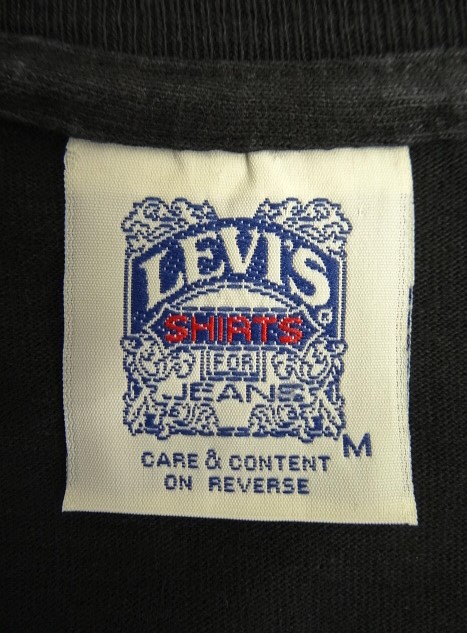 LEVI'S®
SHIRTS
FOR
JEANS
M
CARE & CONTENT
ON REVERSE